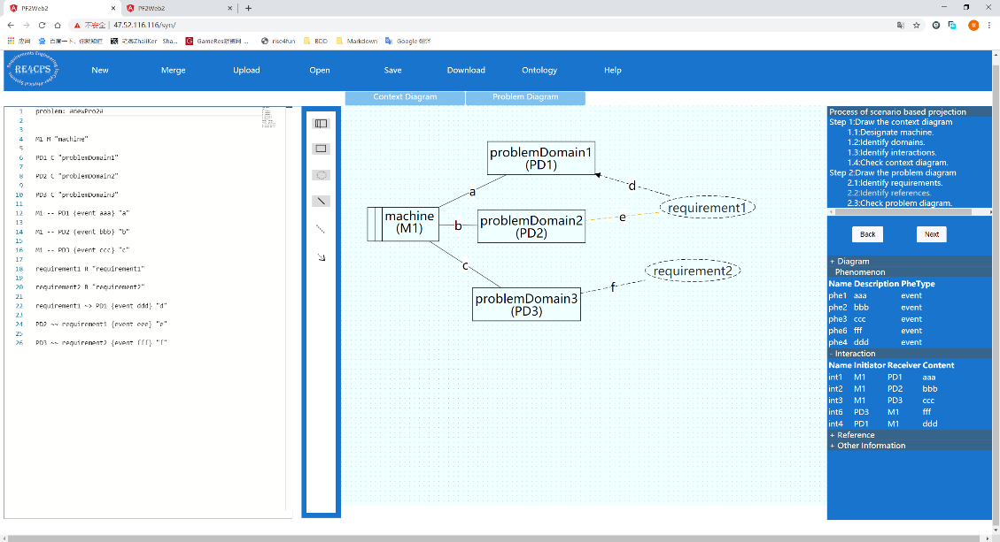 PF2Web2
PF2Web2
不安全 | 47.52.116.116/syn/
应用
百度一下，你就知道
宅客ZhaiiKer Sha...
GameRes游资网 ...
rise4fun
BDD
Markdown
Google 翻译
RE4CPS
New
Merge
Upload
Open
Save
Download
Ontology
Help
Context Diagram
Problem Diagram
1 problem: #newPro2#
2
3
4 M1 M "machine"
5
6 PD1 C "problemDomain1"
7
8 PD2 C "problemDomain2"
9
10 PD3 C "problemDomain3"
11
12 M1 -- PD1 {event aaa} "a"
13
14 M1 -- PD2 {event bbb} "b"
15
16 M1 -- PD3 {event ccc} "c"
17
18 requirement1 R "requirement1"
19
20 requirement2 R "requirement2"
21
22 requirement1 ~> PD1 {event ddd} "d"
23
24 PD2 ~~ requirement1 {event eee} "e"
25
26 PD3 ~~ requirement2 {event fff} "f"
problemDomain1
(PD1)
a
d
requirement1
machine
(M1)
b
problemDomain2
(PD2)
e
c
requirement2
f
problemDomain3
(PD3)
Process of scenario based projection
Step 1:Draw the context diagram
1.1:Designate machine.
1.2:Identify domains.
1.3:Identify interactions.
1.4:Check context diagram.
Step 2:Draw the problem diagram
2.1:Identify requirements.
2.2:Identify references.
2.3:Check problem diagram.
Back
Next
+ Diagram
Phenomenon
Name Description PheType
phe1 aaa event
phe2 bbb event
phe3 ccc event
phe6 fff event
phe4 ddd event
- Interaction
Name Initiator Receiver Content
int1 M1 PD1 aaa
int2 M1 PD2 bbb
int3 M1 PD3 ccc
int6 PD3 M1 fff
int4 PD1 M1 ddd
+ Reference
+ Other Information